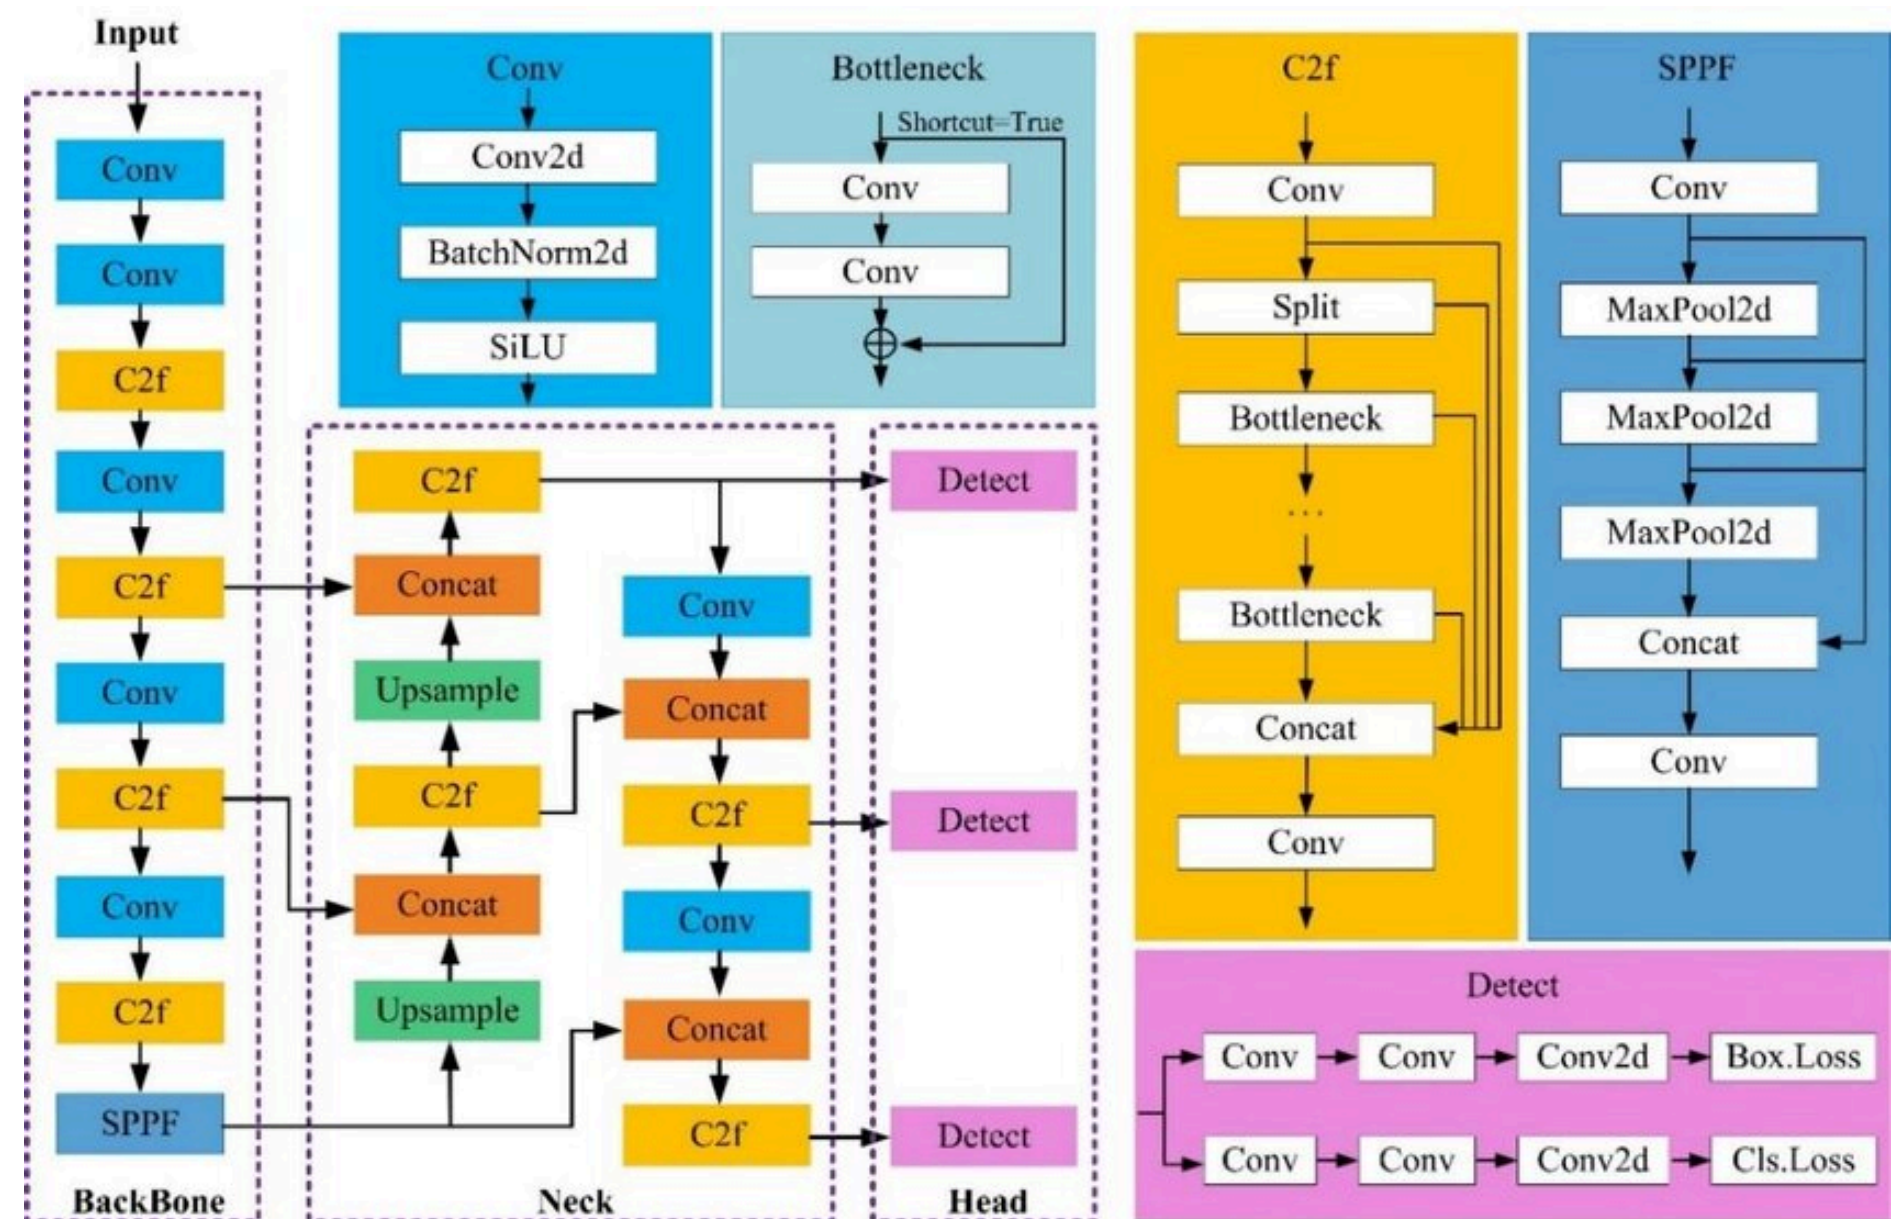 Input
Conv
Conv
C2f
Conv
C2f
Conv
C2f
Conv
C2f
SPPF
BackBone
Conv
Conv2d
BatchNorm2d
SiLU
Bottleneck
Shortcut=True
Conv
Conv
C2f
Concat
Upsample
C2f
Concat
Upsample
Conv
Concat
C2f
Conv
Concat
C2f
Neck
Detect
Detect
Detect
Head
C2f
Conv
Split
Bottleneck
...
Bottleneck
Concat
Conv
SPPF
Conv
MaxPool2d
MaxPool2d
MaxPool2d
Concat
Conv
Detect
Conv Conv Conv2d Box.Loss
Conv Conv Conv2d Cls.Loss